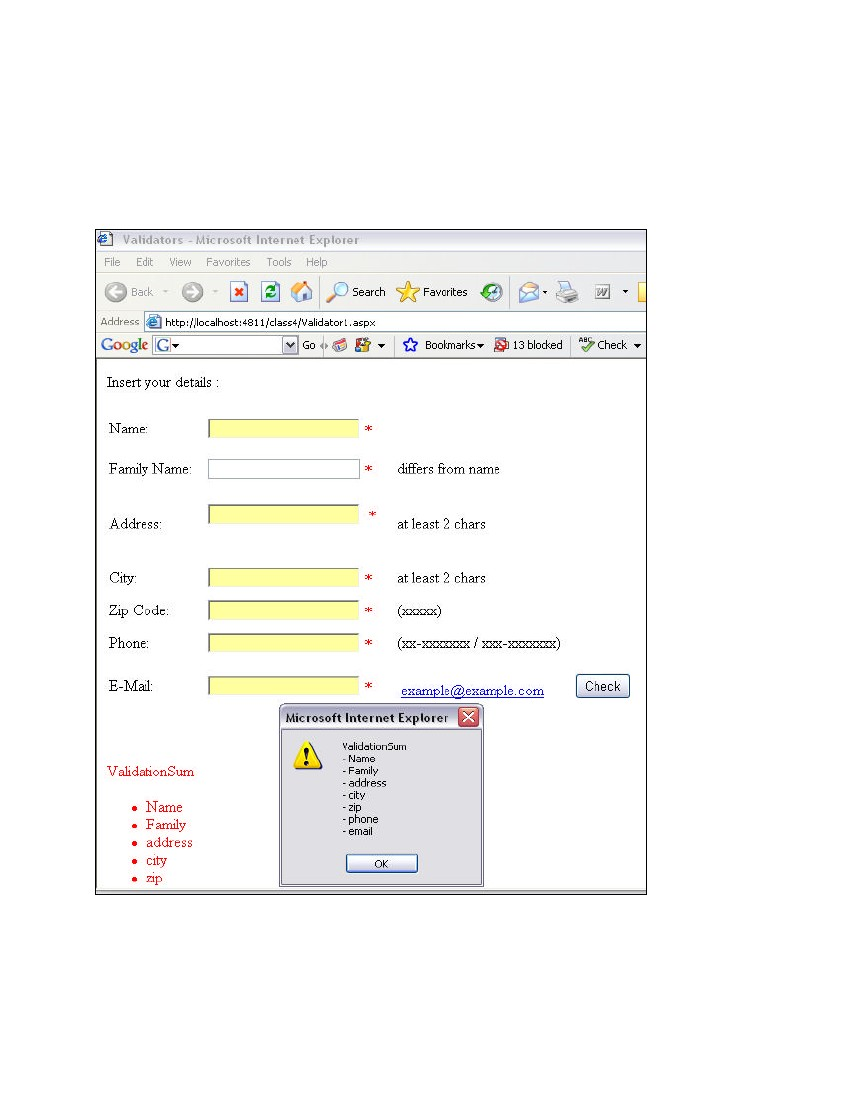 Validators - Microsoft Internet Explorer
File Edit View Favorites Tools Help
Back Search Favorites W
Address http://localhost:4811/class4/Validator1.aspx
Google G Go Bookmarks 13 blocked ABC Check
Insert your details :
Name: *
Family Name: * differs from name
Address: * at least 2 chars
City: * at least 2 chars
Zip Code: * (xxxxx)
Phone: * (xx-xxxxxxx / xxx-xxxxxxx)
E-Mail: * example@example.com Check
Microsoft Internet Explorer
ValidationSum
- Name
- Family
- address
- city
- zip
- phone
- email
OK
ValidationSum
• Name
• Family
• address
• city
• zip